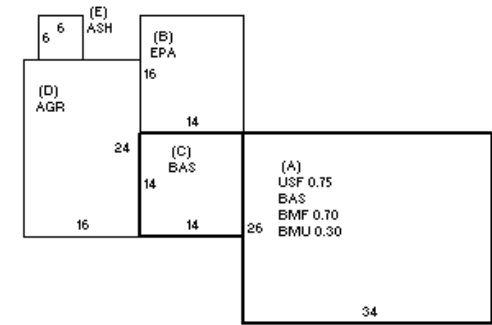 (E)
ASH
6
6
(B)
EPA
16
14
(D)
AGR
24
16
(C)
BAS
14
14
(A)
USF 0.75
BAS
BMF 0.70
BMU 0.30
26
34